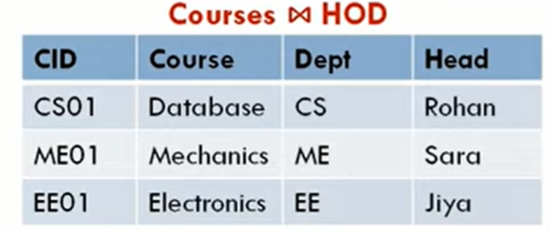 Courses ⋈ HOD
CID Course Dept Head
CS01 Database CS Rohan
ME01 Mechanics ME Sara
EE01 Electronics EE Jiya